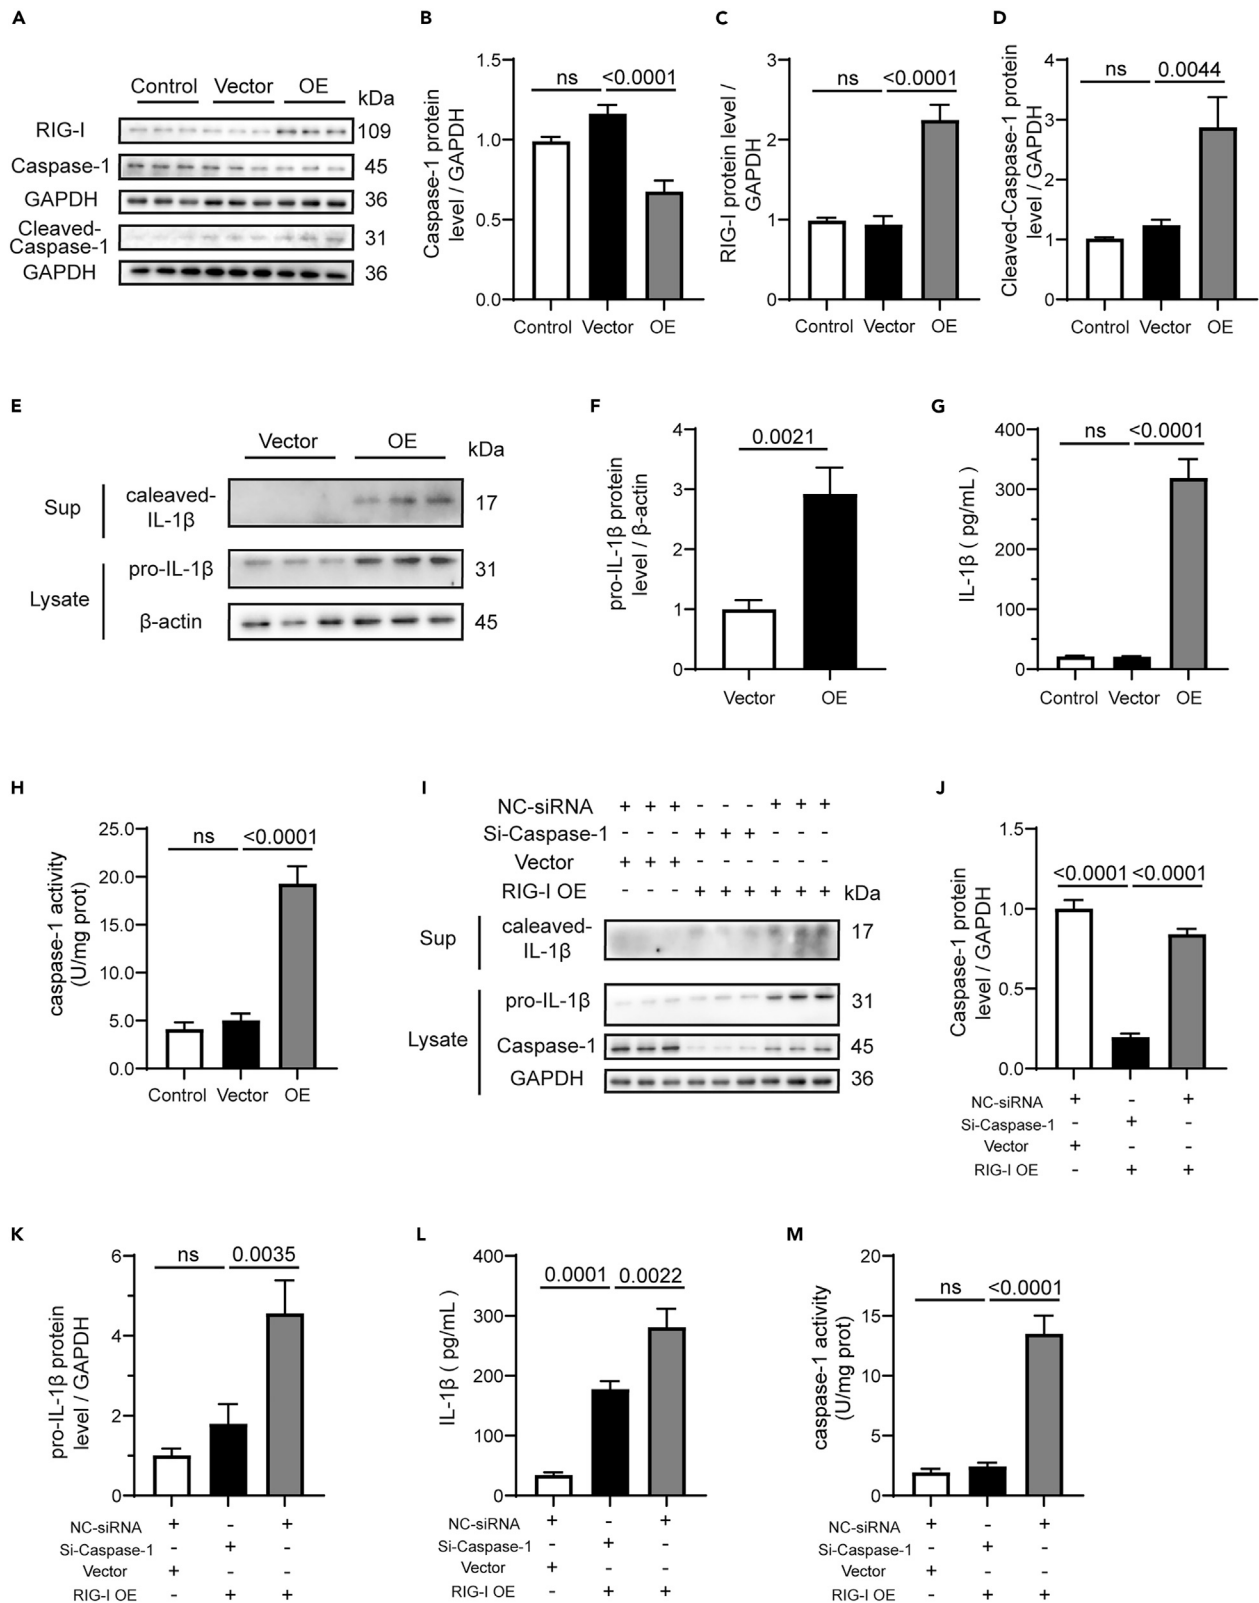 A
Control Vector OE
kDa
RIG-I 109
Caspase-1 45
GAPDH 36
Cleaved-
Caspase-1 31
GAPDH 36
B
Caspase-1 protein
level / GAPDH
1.5
1.0
0.5
0.0
ns <0.0001
Control Vector OE
C
RIG-I protein level /
GAPDH
3
2
1
0
ns <0.0001
Control Vector OE
D
Cleaved-Caspase-1 protein
level / GAPDH
4
3
2
1
0
ns 0.0044
Control Vector OE
E
Vector OE
kDa
Sup
caleaved-
IL-1β
17
Lysate
pro-IL-1β 31
β-actin 45
F
pro-IL-1β protein
level / β-actin
4
3
2
1
0
0.0021
Vector OE
G
IL-1β ( pg/mL )
400
300
200
100
0
ns <0.0001
Control Vector OE
H
caspase-1 activity
(U/mg prot)
25.0
20.0
15.0
10.0
5.0
0.0
ns <0.0001
Control Vector OE
I
NC-siRNA + + + - - - + + +
Si-Caspase-1 - - - + + + - - -
Vector + + + - - - - - -
RIG-I OE - - - + + + + + + kDa
Sup
caleaved-
IL-1β
17
Lysate
pro-IL-1β 31
Caspase-1 45
GAPDH 36
J
Caspase-1 protein
level / GAPDH
1.5
1.0
0.5
0.0
<0.0001 <0.0001
NC-siRNA + - +
Si-Caspase-1 - + -
Vector + - -
RIG-I OE - + +
K
pro-IL-1β protein
level / GAPDH
6
4
2
0
ns 0.0035
NC-siRNA + - +
Si-Caspase-1 - + -
Vector + - -
RIG-I OE - + +
L
IL-1β ( pg/mL )
400
300
200
100
0
0.0001 0.0022
NC-siRNA + - +
Si-Caspase-1 - + -
Vector + - -
RIG-I OE - + +
M
caspase-1 activity
(U/mg prot)
20
15
10
5
0
ns <0.0001
NC-siRNA + - +
Si-Caspase-1 - + -
Vector + - -
RIG-I OE - + +